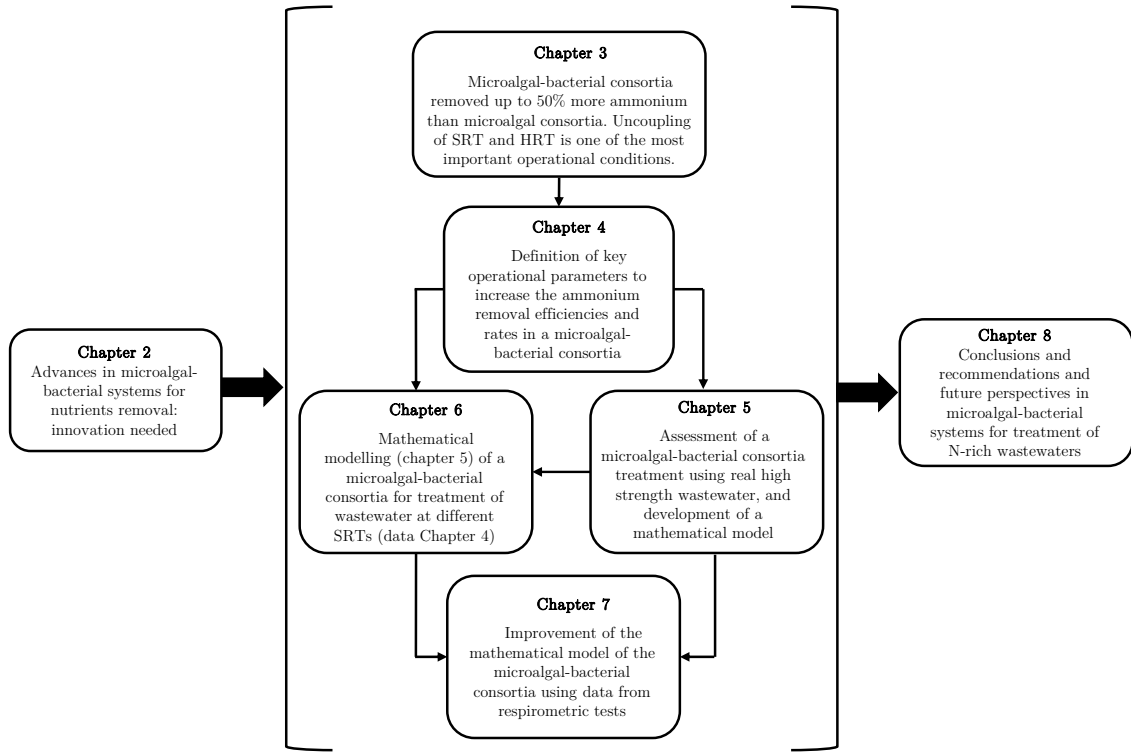 Chapter 2
Advances in microalgal-
bacterial systems for
nutrients removal:
innovation needed
Chapter 3
Microalgal-bacterial consortia
removed up to 50% more ammonium
than microalgal consortia. Uncoupling
of SRT and HRT is one of the most
important operational conditions.
Chapter 4
Definition of key
operational parameters to
increase the ammonium
removal efficiencies and
rates in a microalgal-
bacterial consortia
Chapter 6
Mathematical
modelling (chapter 5) of a
microalgal-bacterial
consortia for treatment of
wastewater at different
SRTs (data Chapter 4)
Chapter 5
Assessment of a
microalgal-bacterial consortia
treatment using real high
strength wastewater, and
development of a
mathematical model
Chapter 7
Improvement of the
mathematical model of the
microalgal-bacterial
consortia using data from
respirometric tests
Chapter 8
Conclusions and
recommendations and
future perspectives in
microalgal-bacterial
systems for treatment of
N-rich wastewaters